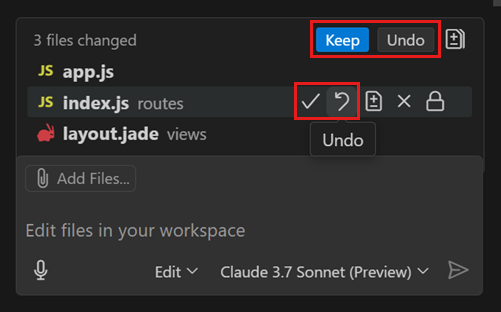 3 files changed Keep Undo
JS app.js
JS index.js routes
layout.jade views
Undo
Add Files...
Edit files in your workspace
Edit Claude 3.7 Sonnet (Preview)